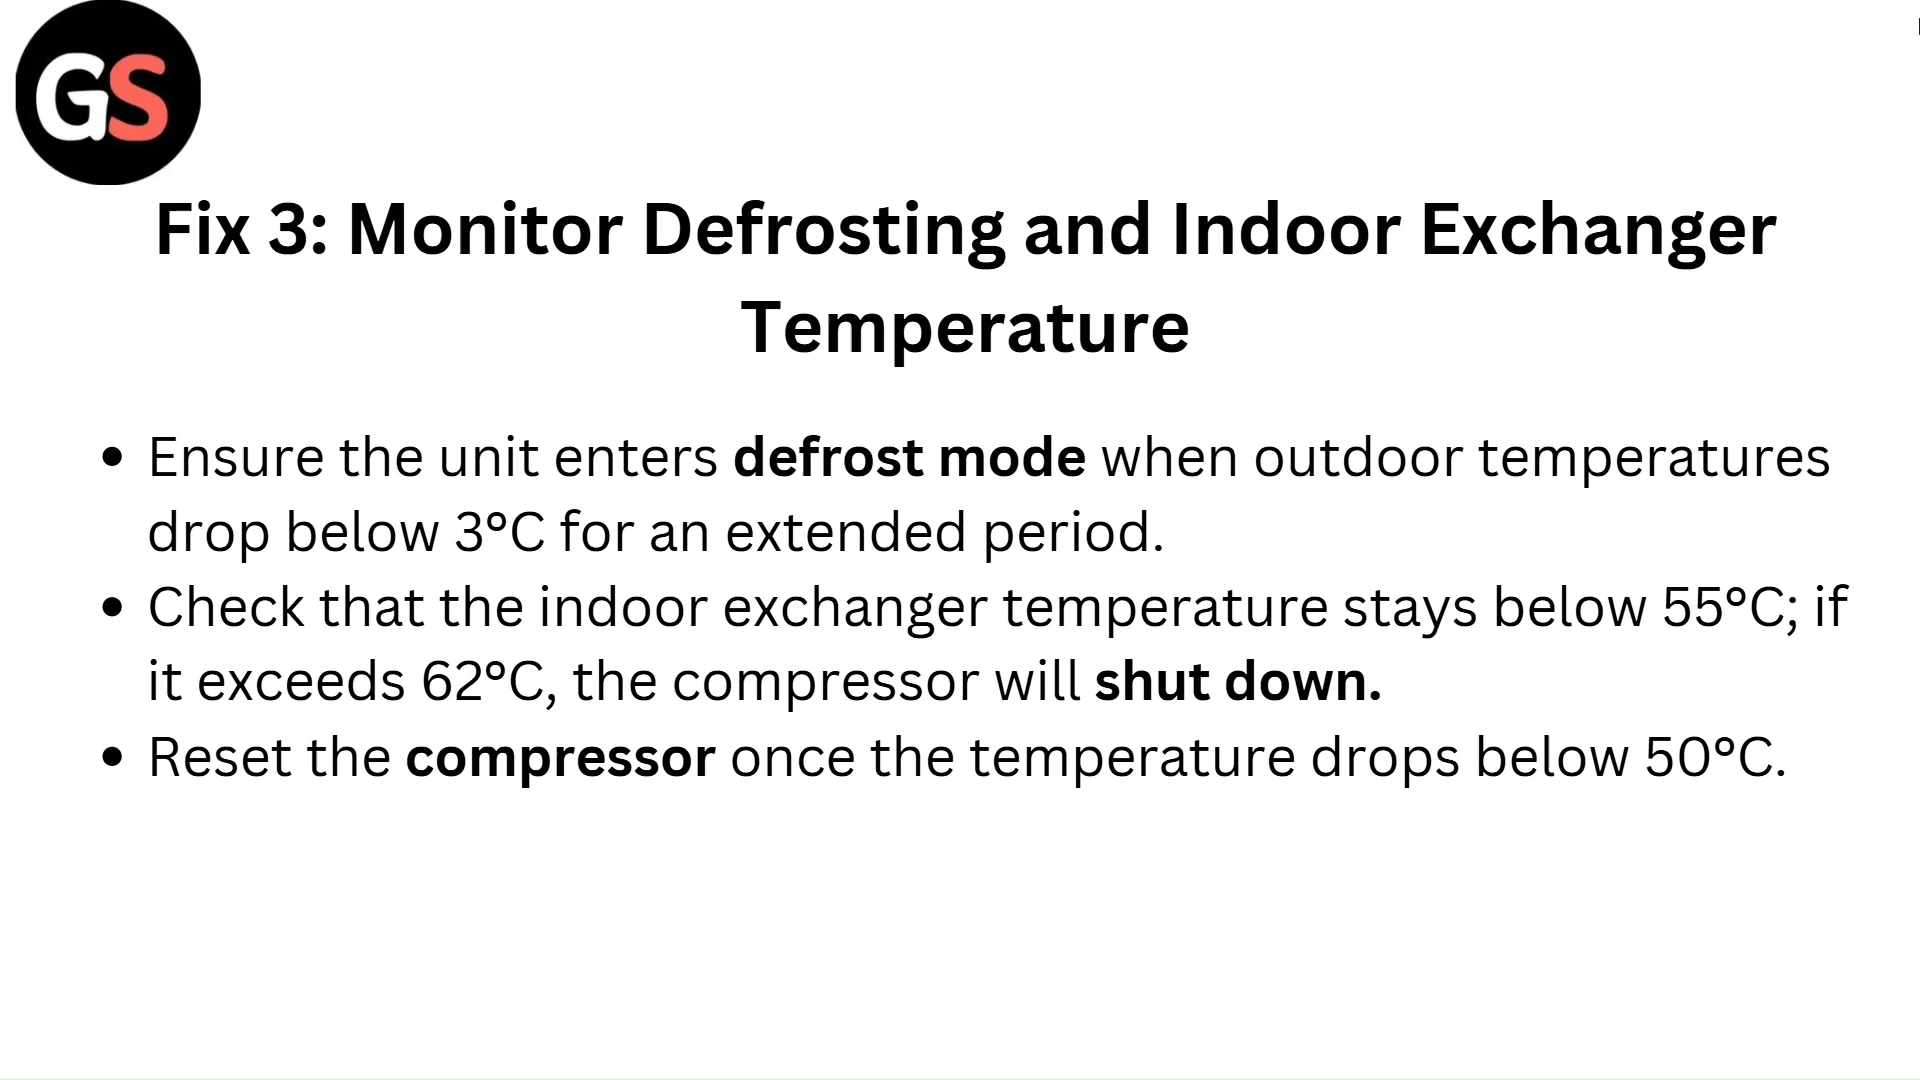 GS
Fix 3: Monitor Defrosting and Indoor Exchanger
Temperature
• Ensure the unit enters defrost mode when outdoor temperatures
drop below 3°C for an extended period.
• Check that the indoor exchanger temperature stays below 55°C; if
it exceeds 62°C, the compressor will shut down.
• Reset the compressor once the temperature drops below 50°C.